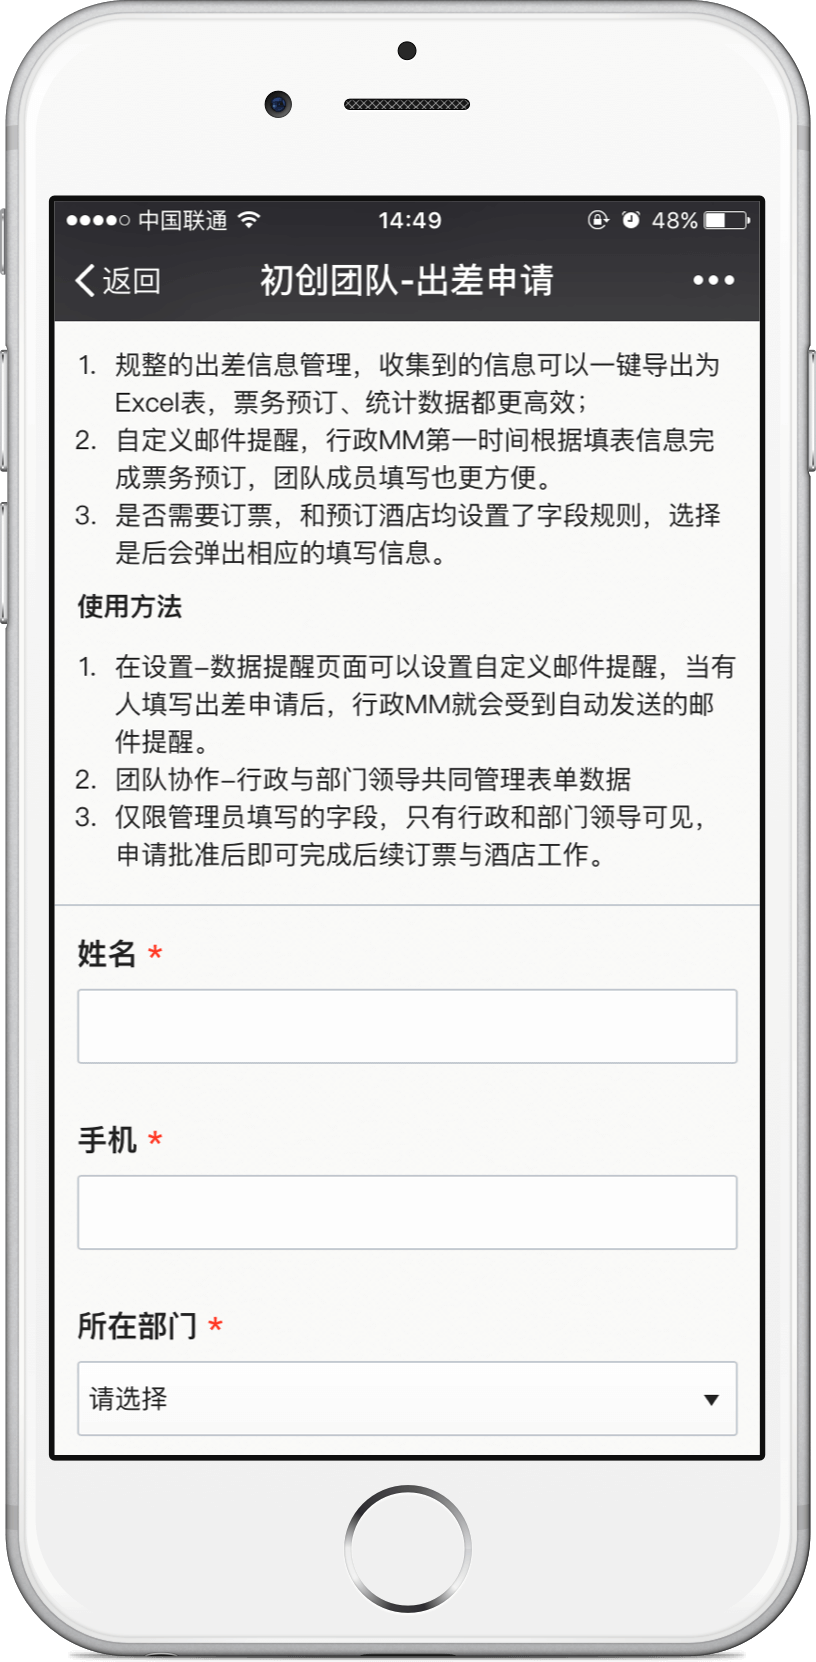 中国联通 14:49 48%
返回 初创团队-出差申请 •••
1. 规整的出差信息管理，收集到的信息可以一键导出为
Excel表，票务预订、统计数据都更高效；
2. 自定义邮件提醒，行政MM第一时间根据填表信息完
成票务预订，团队成员填写也更方便。
3. 是否需要订票，和预订酒店均设置了字段规则，选择
是后会弹出相应的填写信息。
使用方法
1. 在设置–数据提醒页面可以设置自定义邮件提醒，当有
人填写出差申请后，行政MM就会受到自动发送的邮
件提醒。
2. 团队协作–行政与部门领导共同管理表单数据
3. 仅限管理员填写的字段，只有行政和部门领导可见，
申请批准后即可完成后续订票与酒店工作。
姓名 *
手机 *
所在部门 *
请选择